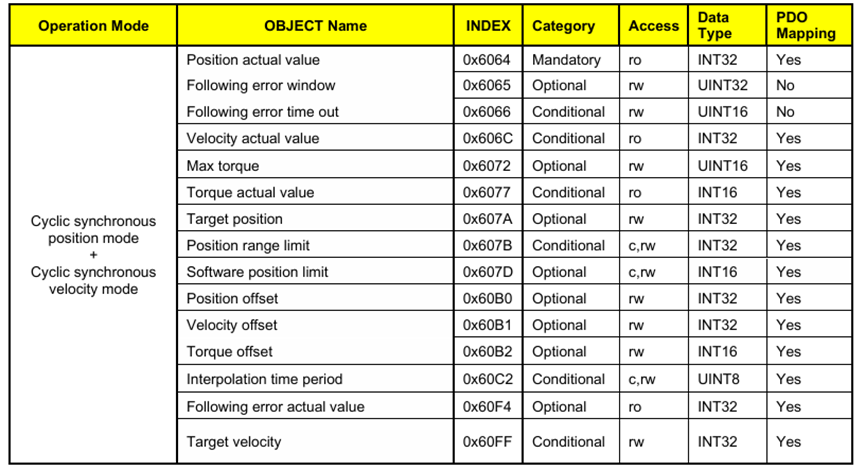 Operation Mode OBJECT Name INDEX Category Access Data Type PDO Mapping
Cyclic synchronous
position mode
+
Cyclic synchronous
velocity mode
Position actual value 0x6064 Mandatory ro INT32 Yes
Following error window 0x6065 Optional rw UINT32 No
Following error time out 0x6066 Conditional rw UINT16 No
Velocity actual value 0x606C Conditional ro INT32 Yes
Max torque 0x6072 Optional rw UINT16 Yes
Torque actual value 0x6077 Conditional ro INT16 Yes
Target position 0x607A Optional rw INT32 Yes
Position range limit 0x607B Conditional c,rw INT32 Yes
Software position limit 0x607D Optional c,rw INT16 Yes
Position offset 0x60B0 Optional rw INT32 Yes
Velocity offset 0x60B1 Optional rw INT32 Yes
Torque offset 0x60B2 Optional rw INT16 Yes
Interpolation time period 0x60C2 Conditional c,rw UINT8 Yes
Following error actual value 0x60F4 Optional ro INT32 Yes
Target velocity 0x60FF Conditional rw INT32 Yes